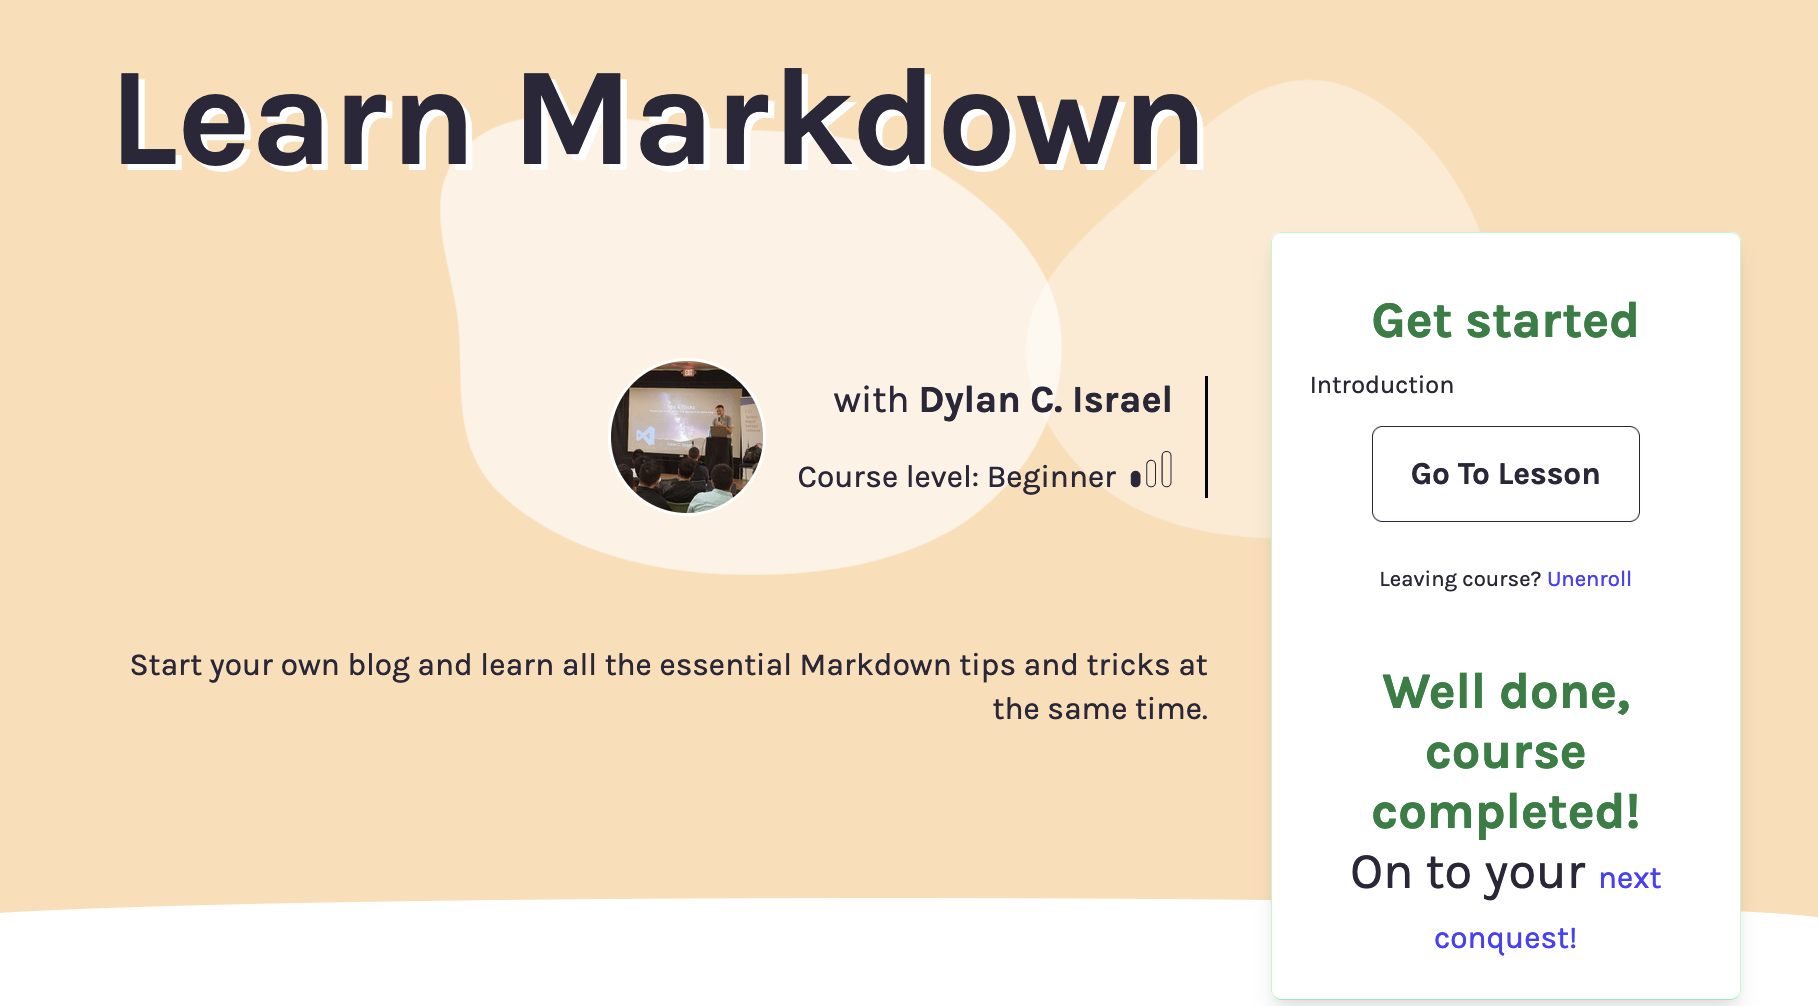 Learn Markdown
with Dylan C. Israel
Course level: Beginner
Start your own blog and learn all the essential Markdown tips and tricks at
the same time.
Get started
Introduction
Go To Lesson
Leaving course? Unenroll
Well done,
course
completed!
On to your next
conquest!